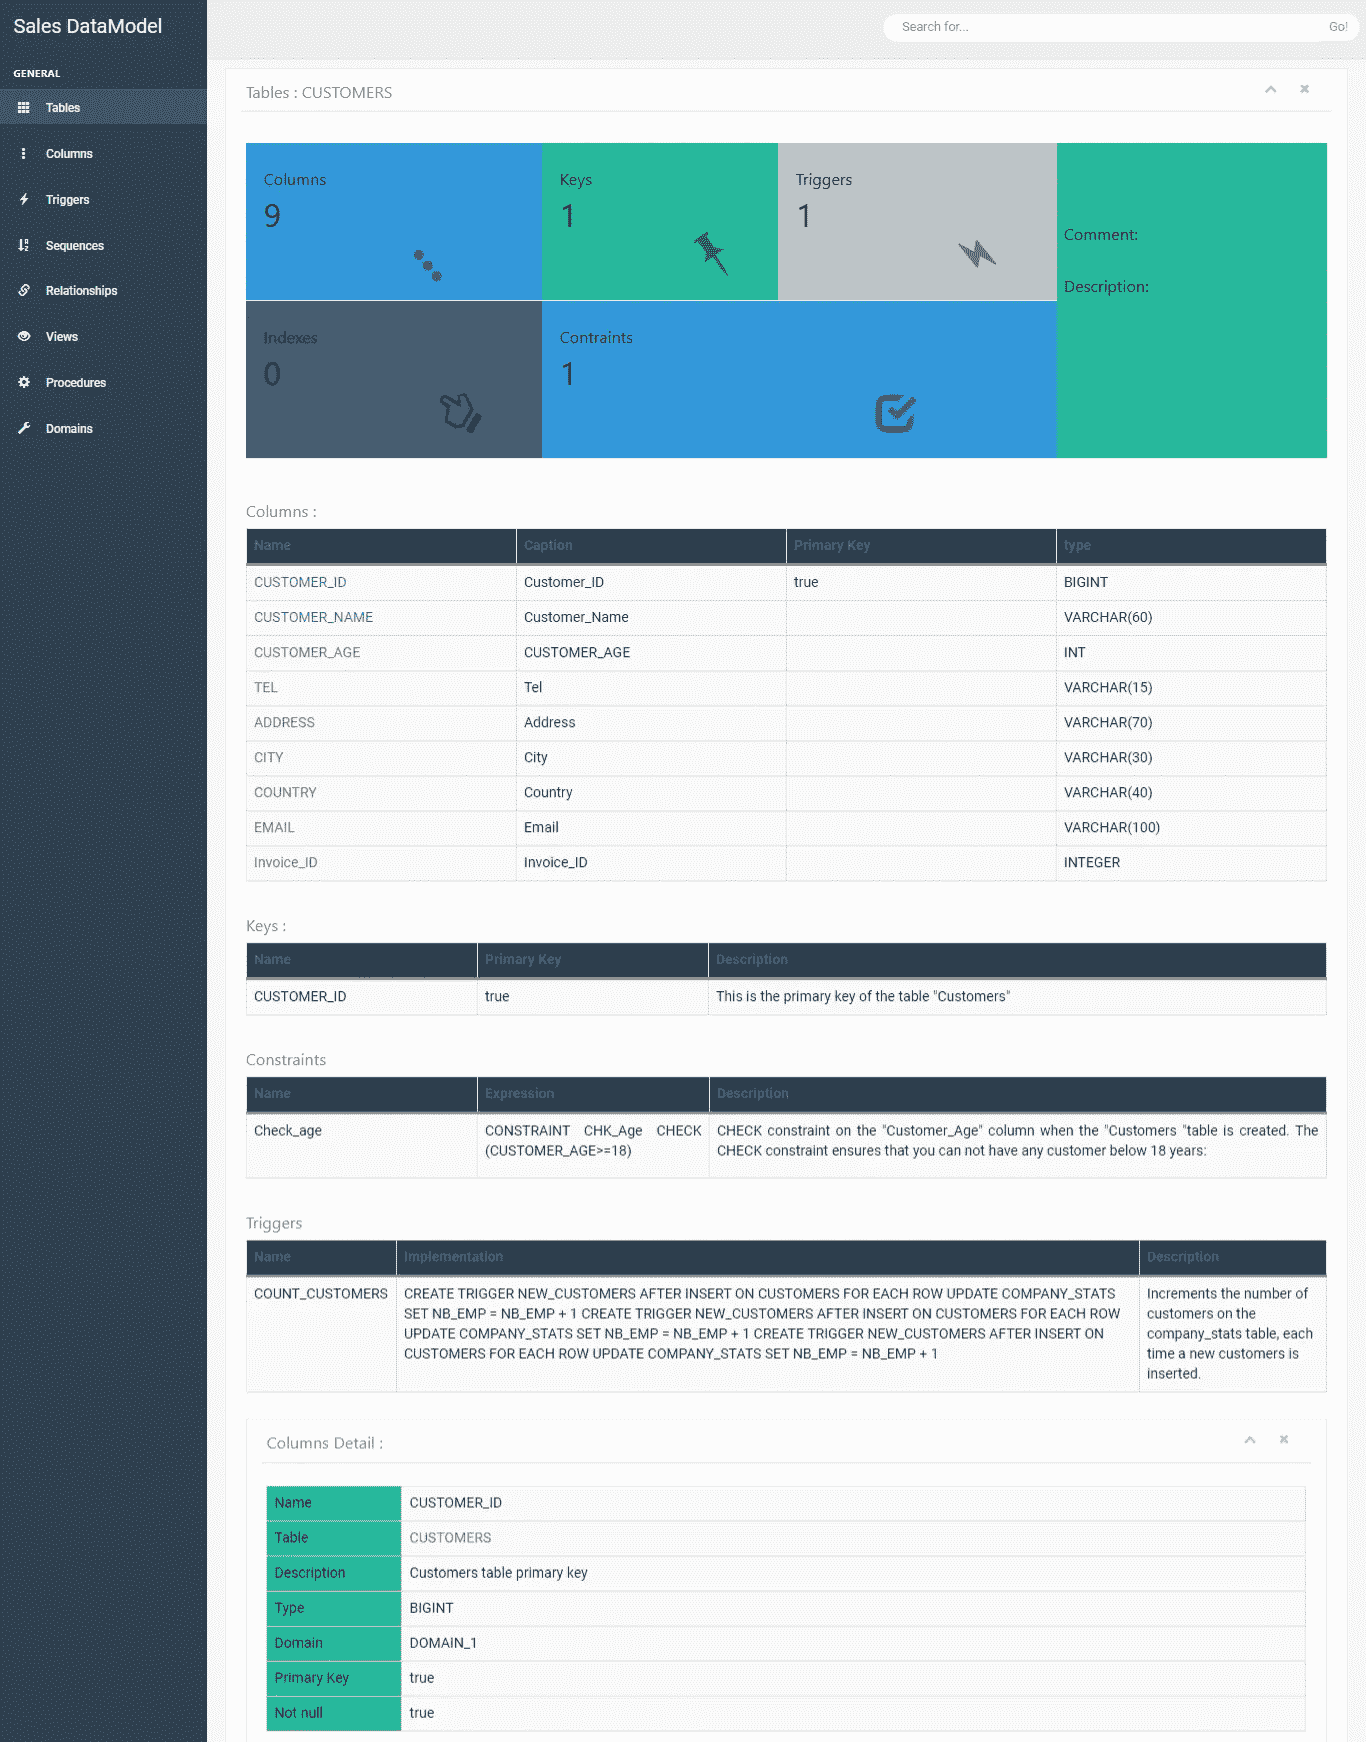 Sales DataModel
Search for...
Go!
GENERAL
Tables
Columns
Triggers
Sequences
Relationships
Views
Procedures
Domains
Tables : CUSTOMERS
Columns
9
Keys
1
Triggers
1
Comment:
Description:
Indexes
0
Contraints
1
Columns :
Name Caption Primary Key type
CUSTOMER_ID Customer_ID true BIGINT
CUSTOMER_NAME Customer_Name VARCHAR(60)
CUSTOMER_AGE CUSTOMER_AGE INT
TEL Tel VARCHAR(15)
ADDRESS Address VARCHAR(70)
CITY City VARCHAR(30)
COUNTRY Country VARCHAR(40)
EMAIL Email VARCHAR(100)
Invoice_ID Invoice_ID INTEGER
Keys :
Name Primary Key Description
CUSTOMER_ID true This is the primary key of the table "Customers"
Constraints
Name Expression Description
Check_age
CONSTRAINT CHK_Age CHECK
(CUSTOMER_AGE>=18)
CHECK constraint on the "Customer_Age" column when the "Customers "table is created. The
CHECK constraint ensures that you can not have any customer below 18 years:
Triggers
Name Implementation Description
COUNT_CUSTOMERS
CREATE TRIGGER NEW_CUSTOMERS AFTER INSERT ON CUSTOMERS FOR EACH ROW UPDATE COMPANY_STATS
SET NB_EMP = NB_EMP + 1 CREATE TRIGGER NEW_CUSTOMERS AFTER INSERT ON CUSTOMERS FOR EACH ROW
UPDATE COMPANY_STATS SET NB_EMP = NB_EMP + 1 CREATE TRIGGER NEW_CUSTOMERS AFTER INSERT ON
CUSTOMERS FOR EACH ROW UPDATE COMPANY_STATS SET NB_EMP = NB_EMP + 1
Increments the number of
customers on the
company_stats table, each
time a new customers is
inserted.
Columns Detail :
Name CUSTOMER_ID
Table CUSTOMERS
Description Customers table primary key
Type BIGINT
Domain DOMAIN_1
Primary Key true
Not null true